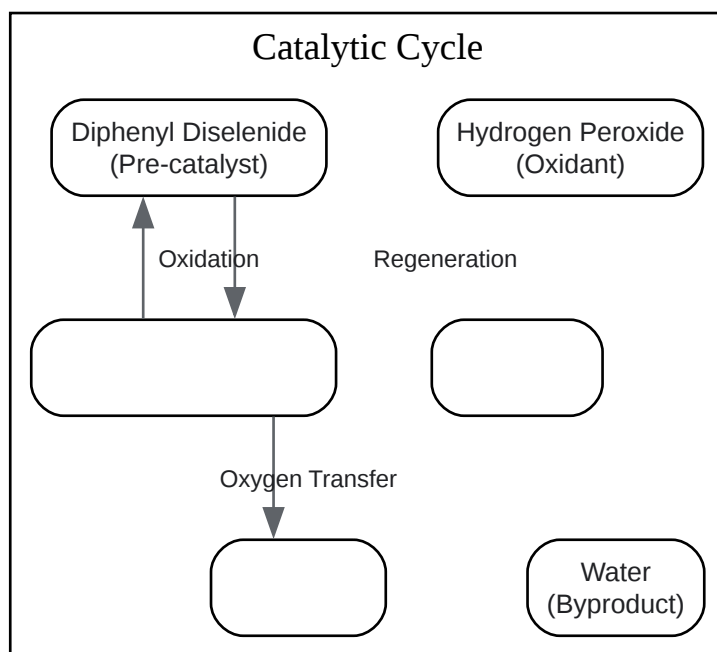 Catalytic Cycle
Diphenyl Diselenide
(Pre-catalyst)
Hydrogen Peroxide
(Oxidant)
Oxidation
Regeneration
Oxygen Transfer
Water
(Byproduct)